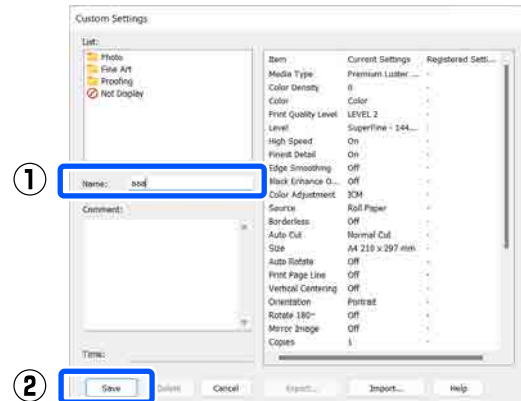 Custom Settings
List:
Photo
Fine Art
Proofing
Not Display
① Name: aaa
Comment:
Time:
Item Current Settings Registered Setti...
Media Type Premium Luster ... -
Color Density 0 -
Color Color -
Print Quality Level LEVEL 2 -
Level SuperFine - 144... -
High Speed On -
Finest Detail On -
Edge Smoothing Off -
Black Enhance O... Off -
Color Adjustment ICM -
Source Roll Paper -
Borderless Off -
Auto Cut Normal Cut -
Size A4 210 x 297 mm -
Auto Rotate Off -
Print Page Line Off -
Vertical Centering Off -
Orientation Portrait -
Rotate 180° Off -
Mirror Image Off -
Copies 1 -
② Save Delete Cancel Export... Import... Help